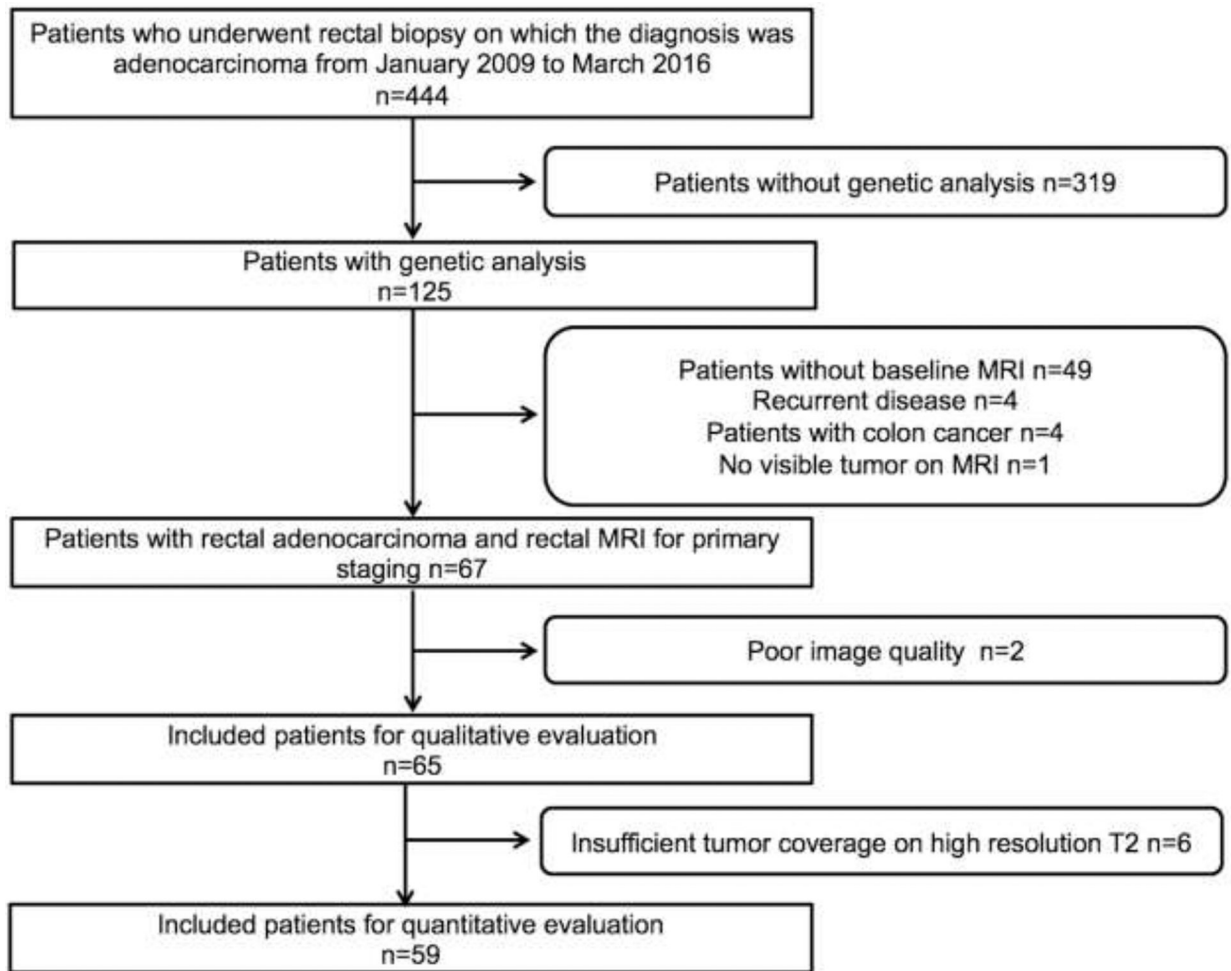 Patients who underwent rectal biopsy on which the diagnosis was
adenocarcinoma from January 2009 to March 2016
n=444
Patients without genetic analysis n=319
Patients with genetic analysis
n=125
Patients without baseline MRI n=49
Recurrent disease n=4
Patients with colon cancer n=4
No visible tumor on MRI n=1
Patients with rectal adenocarcinoma and rectal MRI for primary
staging n=67
Poor image quality  n=2
Included patients for qualitative evaluation
n=65
Insufficient tumor coverage on high resolution T2 n=6
Included patients for quantitative evaluation
n=59